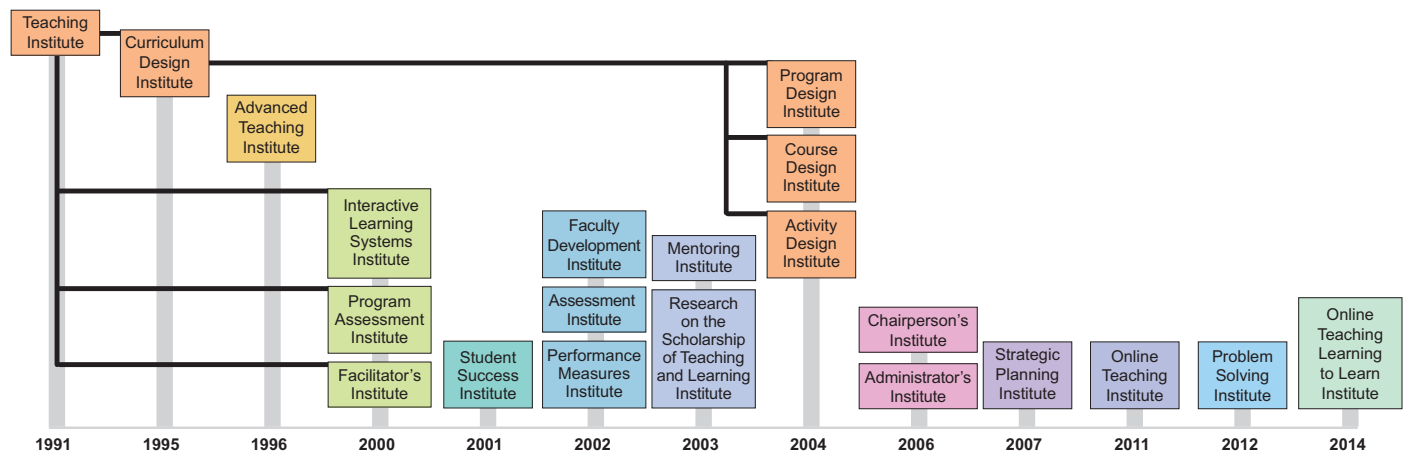 Teaching
Institute
Curriculum
Design
Institute
Advanced
Teaching
Institute
Interactive
Learning
Systems
Institute
Program
Assessment
Institute
Facilitator's
Institute
Student
Success
Institute
Faculty
Development
Institute
Assessment
Institute
Performance
Measures
Institute
Mentoring
Institute
Research
on the
Scholarship
of Teaching
and Learning
Institute
Program
Design
Institute
Course
Design
Institute
Activity
Design
Institute
Chairperson's
Institute
Administrator's
Institute
Strategic
Planning
Institute
Online
Teaching
Institute
Problem
Solving
Institute
Online
Teaching
Learning
to Learn
Institute
1991 1995 1996 2000 2001 2002 2003 2004 2006 2007 2011 2012 2014